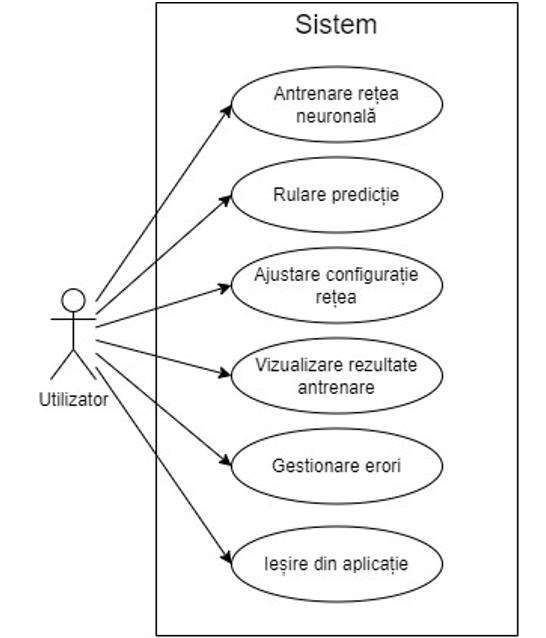 Sistem
Antrenare rețea
neuronală
Rulare predicție
Ajustare configurație
rețea
Vizualizare rezultate
antrenare
Gestionare erori
Ieșire din aplicație
Utilizator